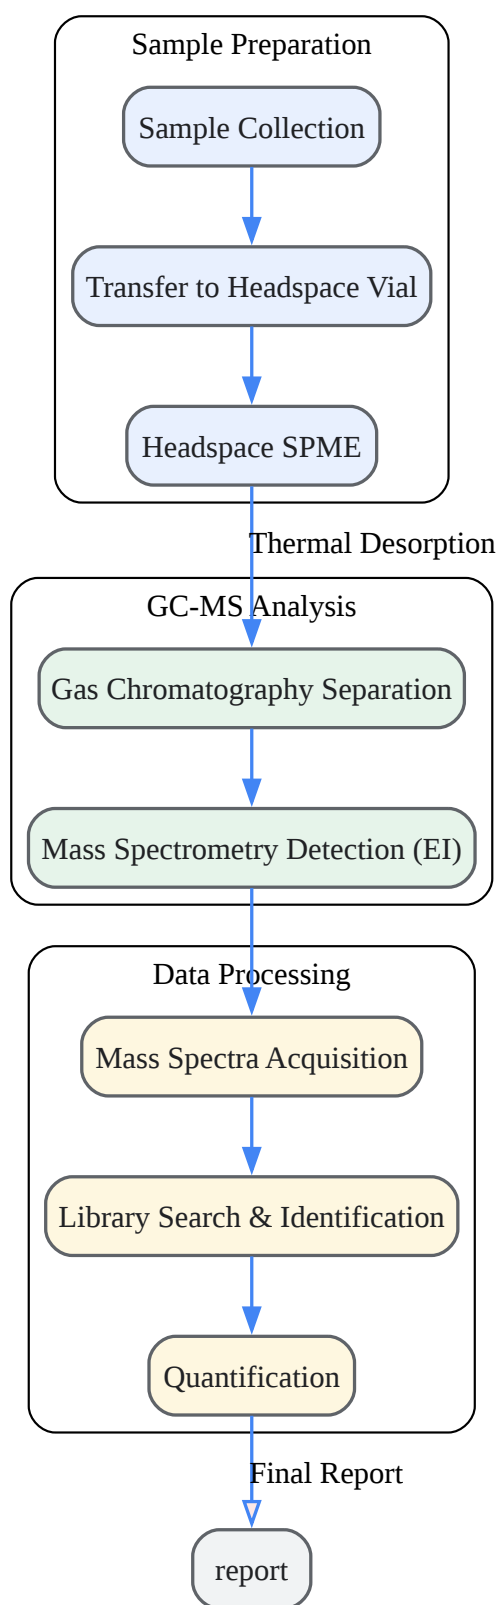 Sample Preparation
Sample Collection
Transfer to Headspace Vial
Headspace SPME
Thermal Desorption
GC-MS Analysis
Gas Chromatography Separation
Mass Spectrometry Detection (EI)
Data Processing
Mass Spectra Acquisition
Library Search & Identification
Quantification
Final Report
report